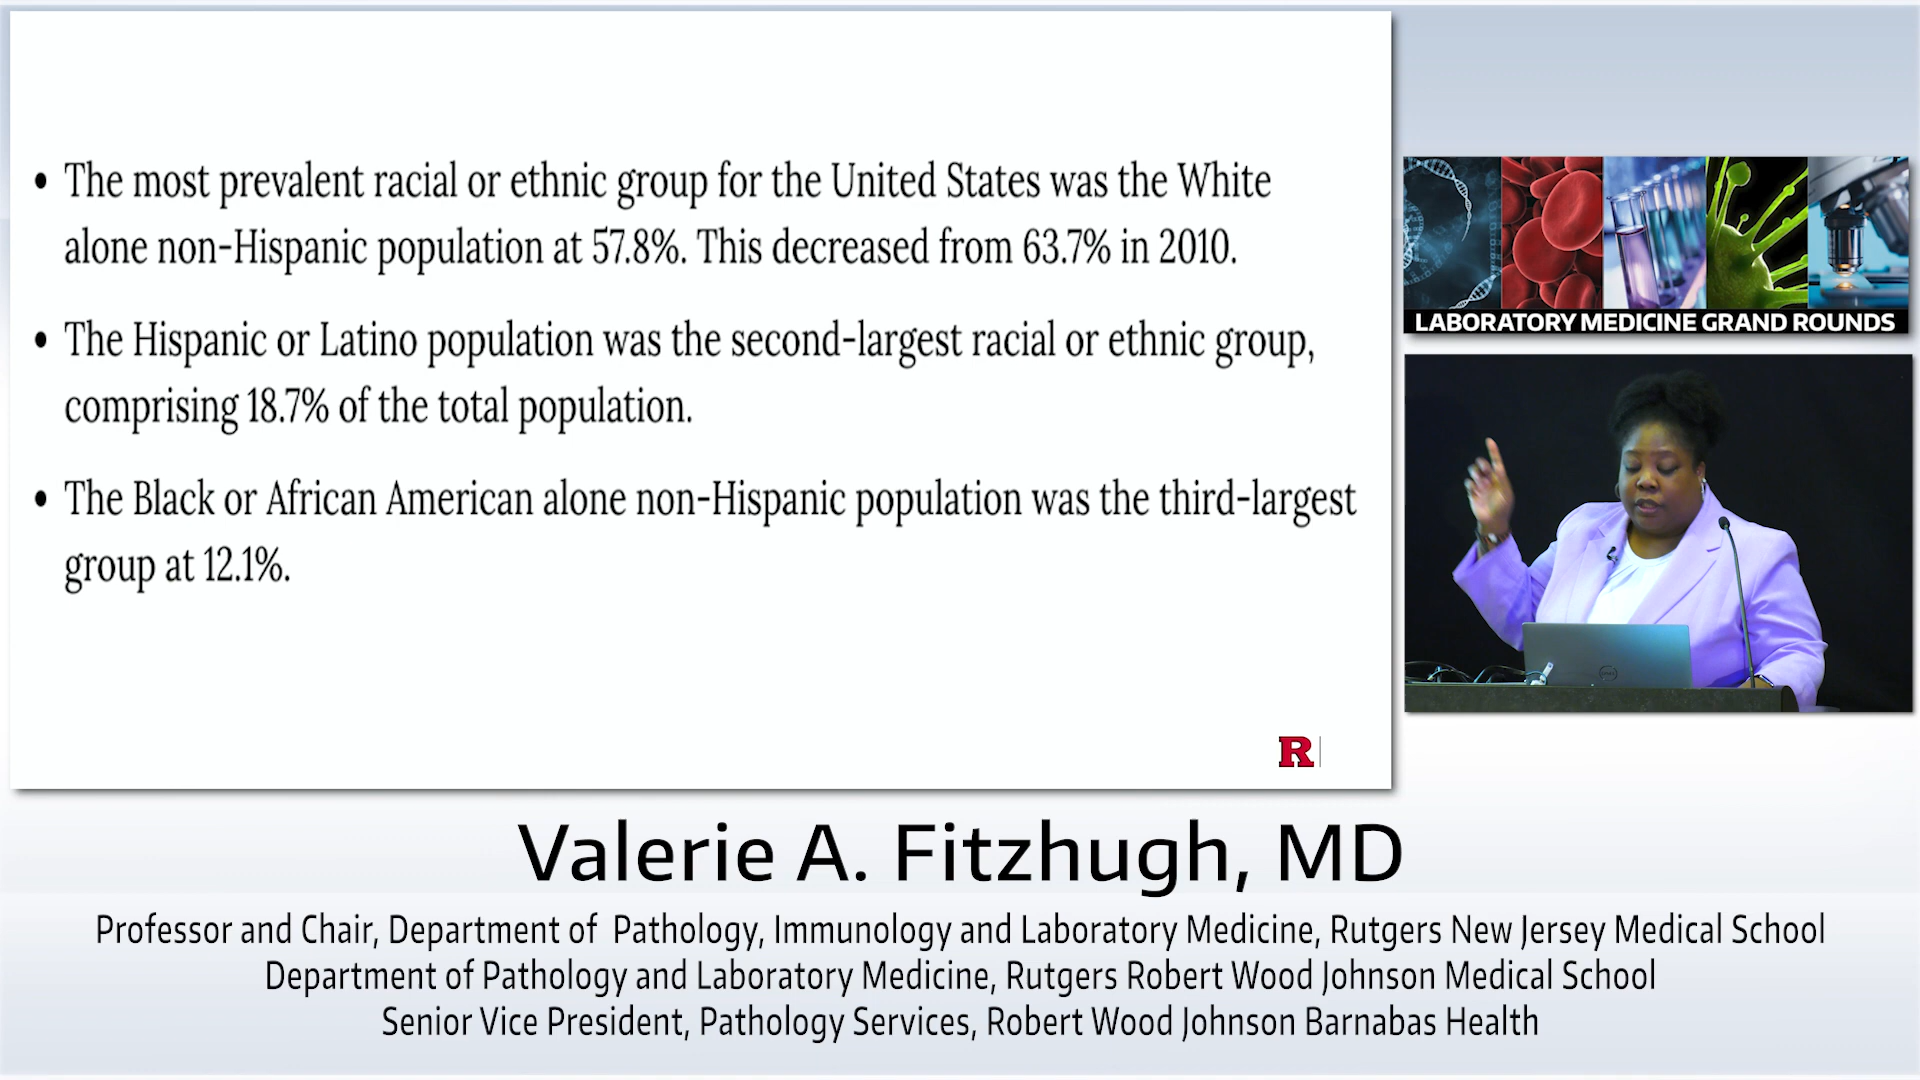 • The most prevalent racial or ethnic group for the United States was the White
alone non-Hispanic population at 57.8%. This decreased from 63.7% in 2010.
• The Hispanic or Latino population was the second-largest racial or ethnic group,
comprising 18.7% of the total population.
• The Black or African American alone non-Hispanic population was the third-largest
group at 12.1%.
R
LABORATORY MEDICINE GRAND ROUNDS
DELL
Valerie A. Fitzhugh, MD
Professor and Chair, Department of Pathology, Immunology and Laboratory Medicine, Rutgers New Jersey Medical School
Department of Pathology and Laboratory Medicine, Rutgers Robert Wood Johnson Medical School
Senior Vice President, Pathology Services, Robert Wood Johnson Barnabas Health